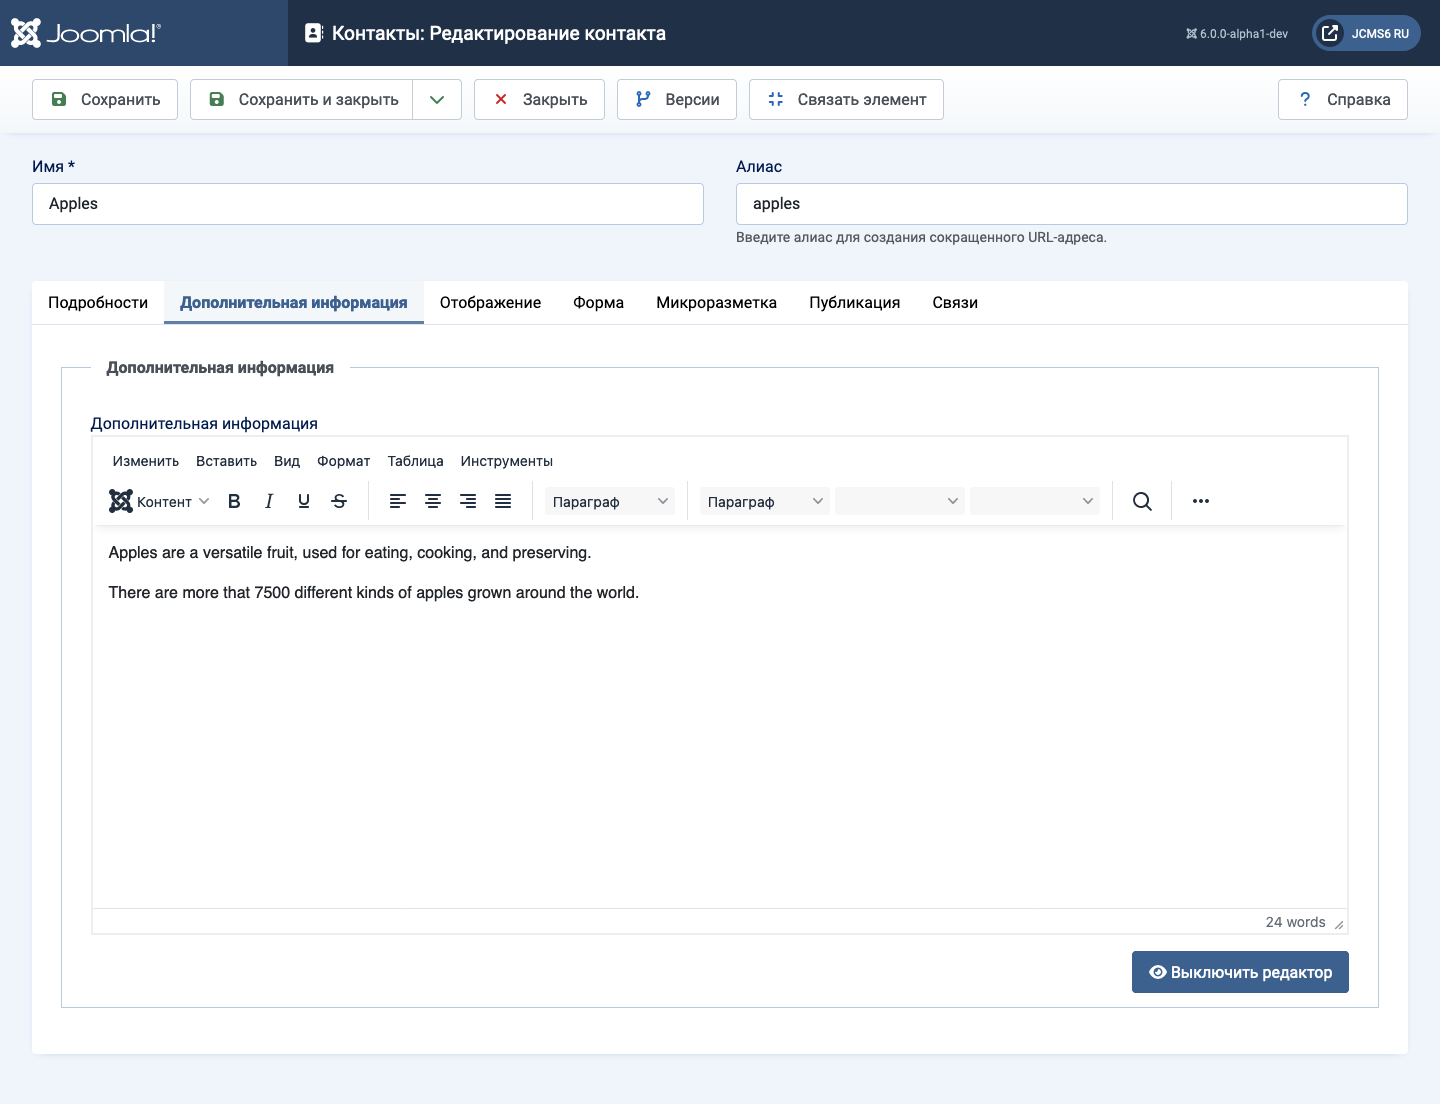 Joomla!®
Контакты: Редактирование контакта
6.0.0-alpha1-dev
JCMS6 RU
Сохранить
Сохранить и закрыть
Закрыть
Версии
Связать элемент
? Справка
Имя *
Алиас
Apples
apples
Введите алиас для создания сокращенного URL-адреса.
Подробности
Дополнительная информация
Отображение
Форма
Микроразметка
Публикация
Связи
Дополнительная информация
Дополнительная информация
Изменить Вставить Вид Формат Таблица Инструменты
Контент B I U S Параграф Параграф
Apples are a versatile fruit, used for eating, cooking, and preserving.
There are more that 7500 different kinds of apples grown around the world.
24 words
Выключить редактор